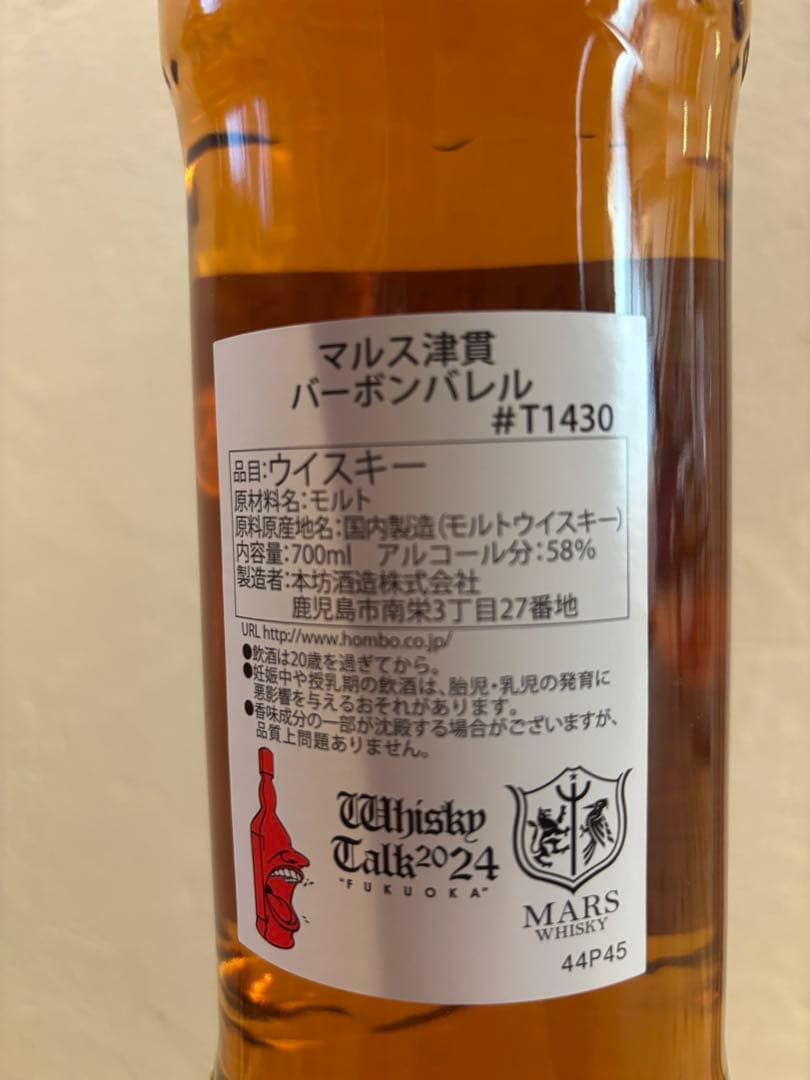 マルス津貫
バーボンバレル
#T1430
品目:ウイスキー
原材料名:モルト
原料原産地名:国内製造(モルトウイスキー)
内容量:700ml アルコール分:58%
製造者:本坊酒造株式会社
鹿児島市南栄3丁目27番地
URL http://www.hombo.co.jp/
●飲酒は20歳を過ぎてから。
●妊娠中や授乳期の飲酒は、胎児・乳児の発育に
悪影響を与えるおそれがあります。
●香味成分の一部が沈殿する場合がございますが、
品質上問題ありません。
Whisky
Talk2024
"FUKUOKA"
MARS
WHISKY
44P45